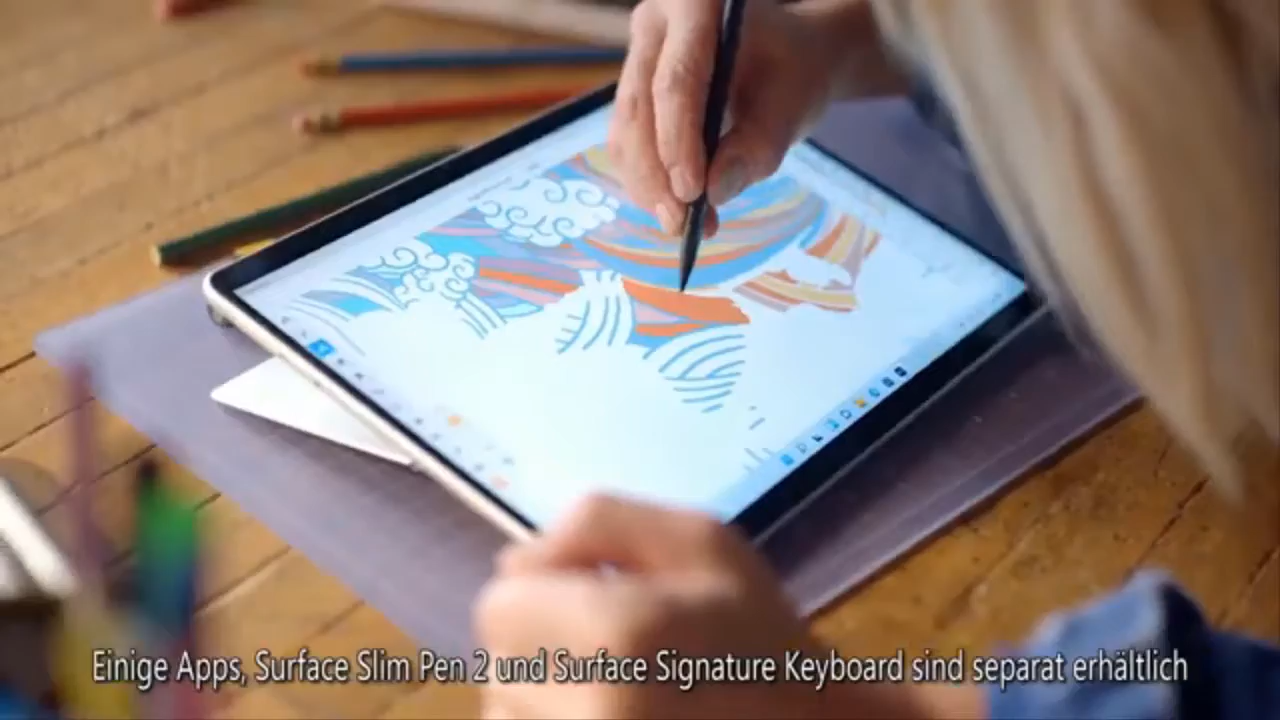 Einige Apps, Surface Slim Pen 2 und Surface Signature Keyboard sind separat erhältlich